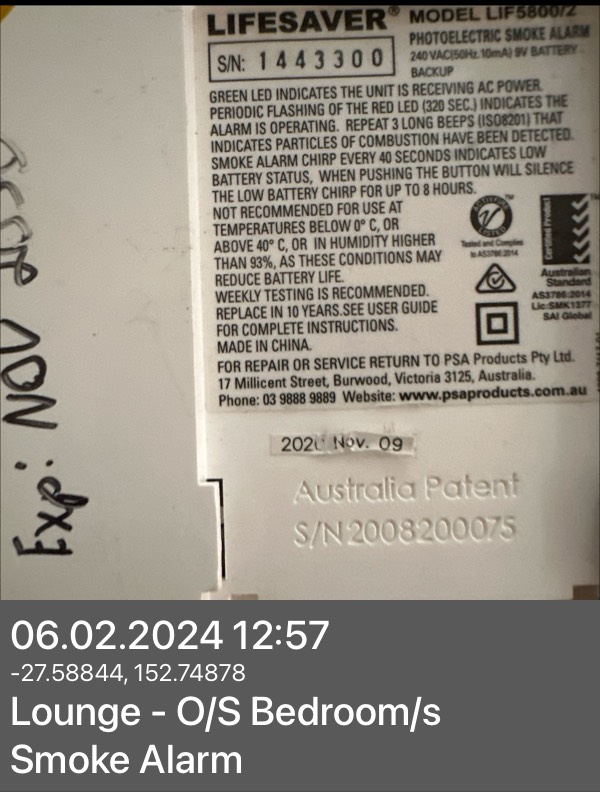 LIFESAVER® MODEL LIF5800/2
PHOTOELECTRIC SMOKE ALARM
240 VAC(50Hz. 10mA) 9V BATTERY
BACKUP
S/N: 1443300
GREEN LED INDICATES THE UNIT IS RECEIVING AC POWER.
PERIODIC FLASHING OF THE RED LED (320 SEC.) INDICATES THE
ALARM IS OPERATING. REPEAT 3 LONG BEEPS (ISO8201) THAT
INDICATES PARTICLES OF COMBUSTION HAVE BEEN DETECTED.
SMOKE ALARM CHIRP EVERY 40 SECONDS INDICATES LOW
BATTERY STATUS, WHEN PUSHING THE BUTTON WILL SILENCE
THE LOW BATTERY CHIRP FOR UP TO 8 HOURS.
NOT RECOMMENDED FOR USE AT
TEMPERATURES BELOW 0° C, OR
ABOVE 40° C, OR IN HUMIDITY HIGHER
THAN 93%, AS THESE CONDITIONS MAY
REDUCE BATTERY LIFE.
WEEKLY TESTING IS RECOMMENDED.
REPLACE IN 10 YEARS.SEE USER GUIDE
FOR COMPLETE INSTRUCTIONS.
MADE IN CHINA.
Tested and Complies
to AS3786:2014
Certified Product
Australian
Standard
AS3786:2014
Lic:SMK1377
SAI Global
FOR REPAIR OR SERVICE RETURN TO PSA Products Pty Ltd.
17 Millicent Street, Burwood, Victoria 3125, Australia.
Phone: 03 9888 9889 Website: www.psaproducts.com.au
Nov. 09
Australia Patent
S/N2008200075
Exp: NOV
06.02.2024 12:57
-27.58844, 152.74878
Lounge - O/S Bedroom/s
Smoke Alarm